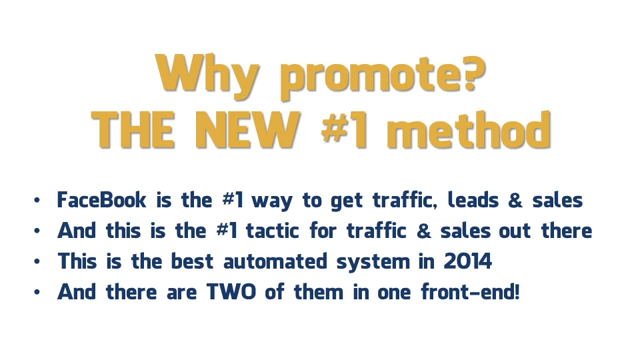 Why promote?
THE NEW #1 method
• FaceBook is the #1 way to get traffic, leads & sales
• And this is the #1 tactic for traffic & sales out there
• This is the best automated system in 2014
• And there are TWO of them in one front-end!